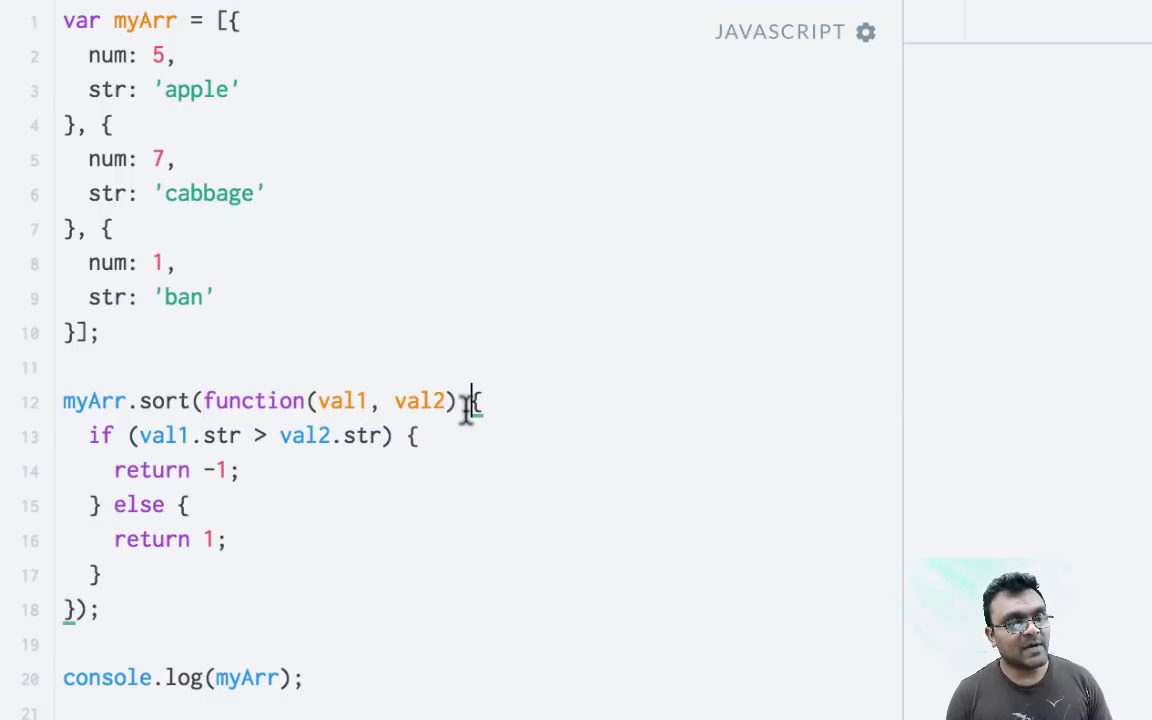 JAVASCRIPT
1 var myArr = [{
2 num: 5,
3 str: 'apple'
4 }, {
5 num: 7,
6 str: 'cabbage'
7 }, {
8 num: 1,
9 str: 'ban'
10 }];
11
12 myArr.sort(function(val1, val2) {
13 if (val1.str > val2.str) {
14 return -1;
15 } else {
16 return 1;
17 }
18 });
19
20 console.log(myArr);
21